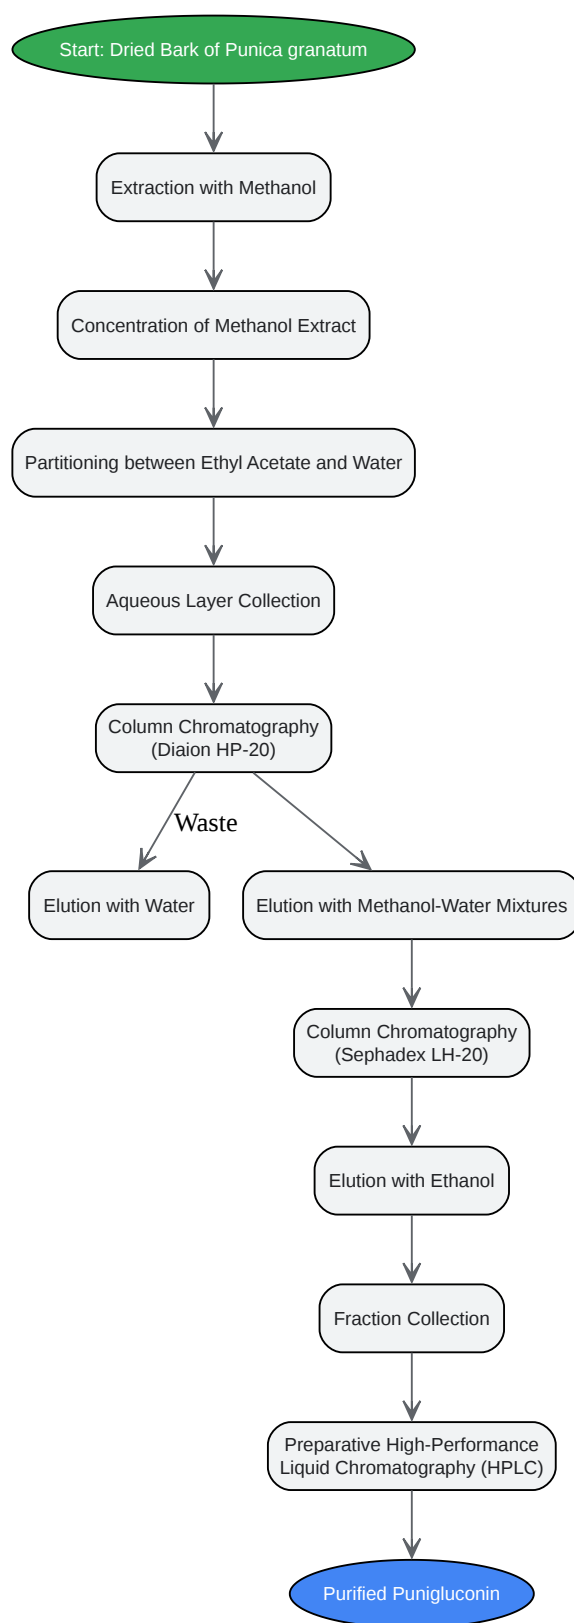 Start: Dried Bark of Punica granatum
Extraction with Methanol
Concentration of Methanol Extract
Partitioning between Ethyl Acetate and Water
Aqueous Layer Collection
Column Chromatography
(Diaion HP-20)
Waste
Elution with Water
Elution with Methanol-Water Mixtures
Column Chromatography
(Sephadex LH-20)
Elution with Ethanol
Fraction Collection
Preparative High-Performance
Liquid Chromatography (HPLC)
Purified Punigluconin